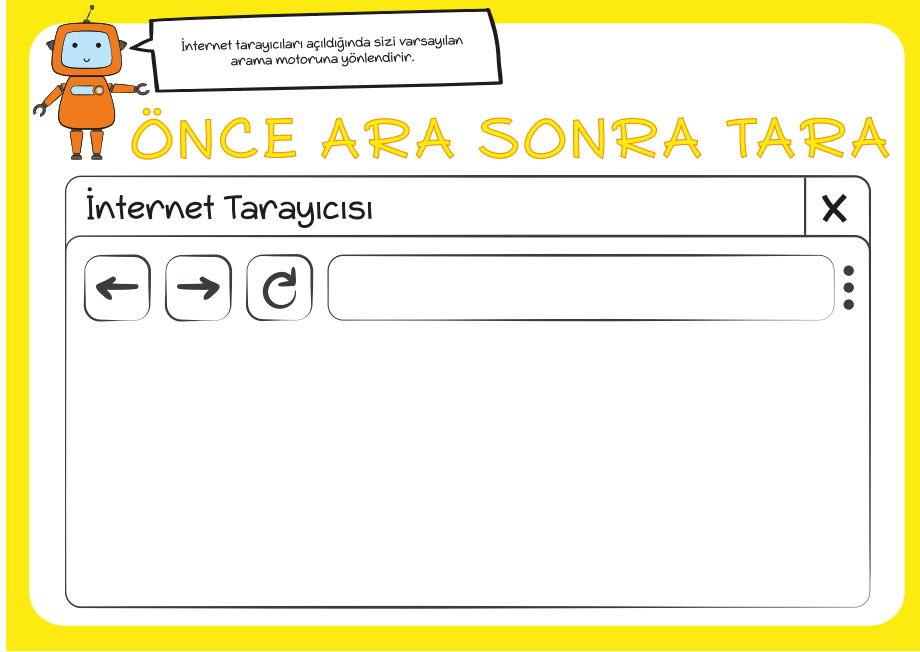 İnternet tarayıcıları açıldığında sizi varsayılan
arama motoruna yönlendirir.
ÖNCE ARA SONRA TARA
İnternet Tarayıcısı
X